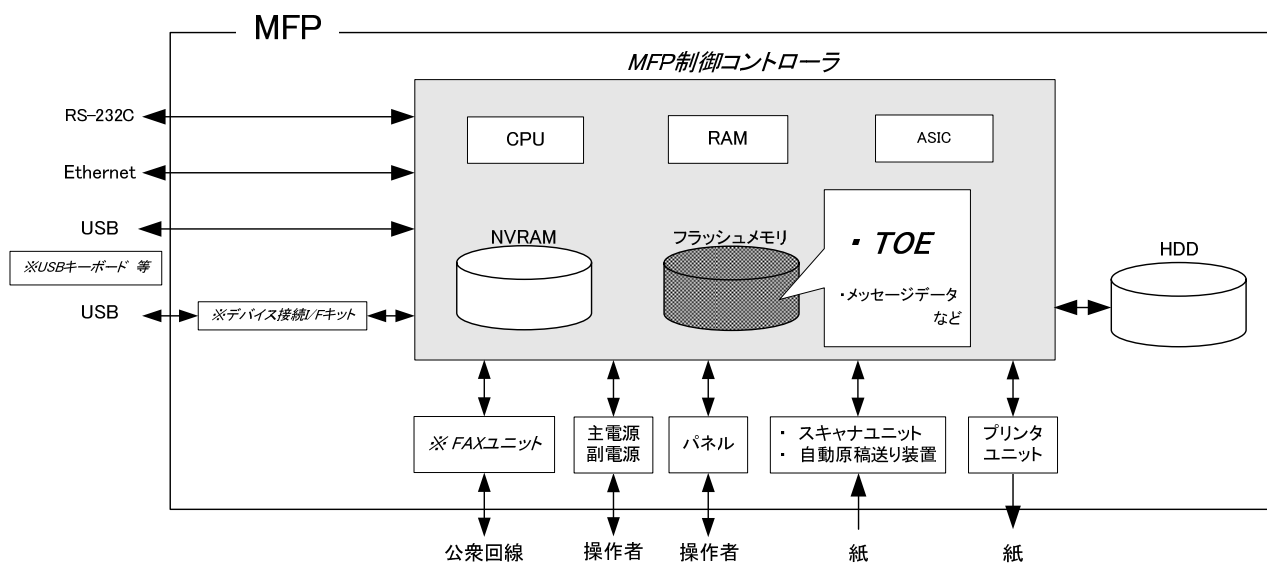 MFP
MFP制御コントローラ
RS-232C
CPU
RAM
ASIC
Ethernet
USB
※USBキーボード 等
USB
※デバイス接続I/Fキット
NVRAM
フラッシュメモリ
・ TOE
・メッセージデータ
など
HDD
※ FAXユニット
主電源
副電源
パネル
・ スキャナユニット
・ 自動原稿送り装置
プリンタ
ユニット
公衆回線
操作者
操作者
紙
紙